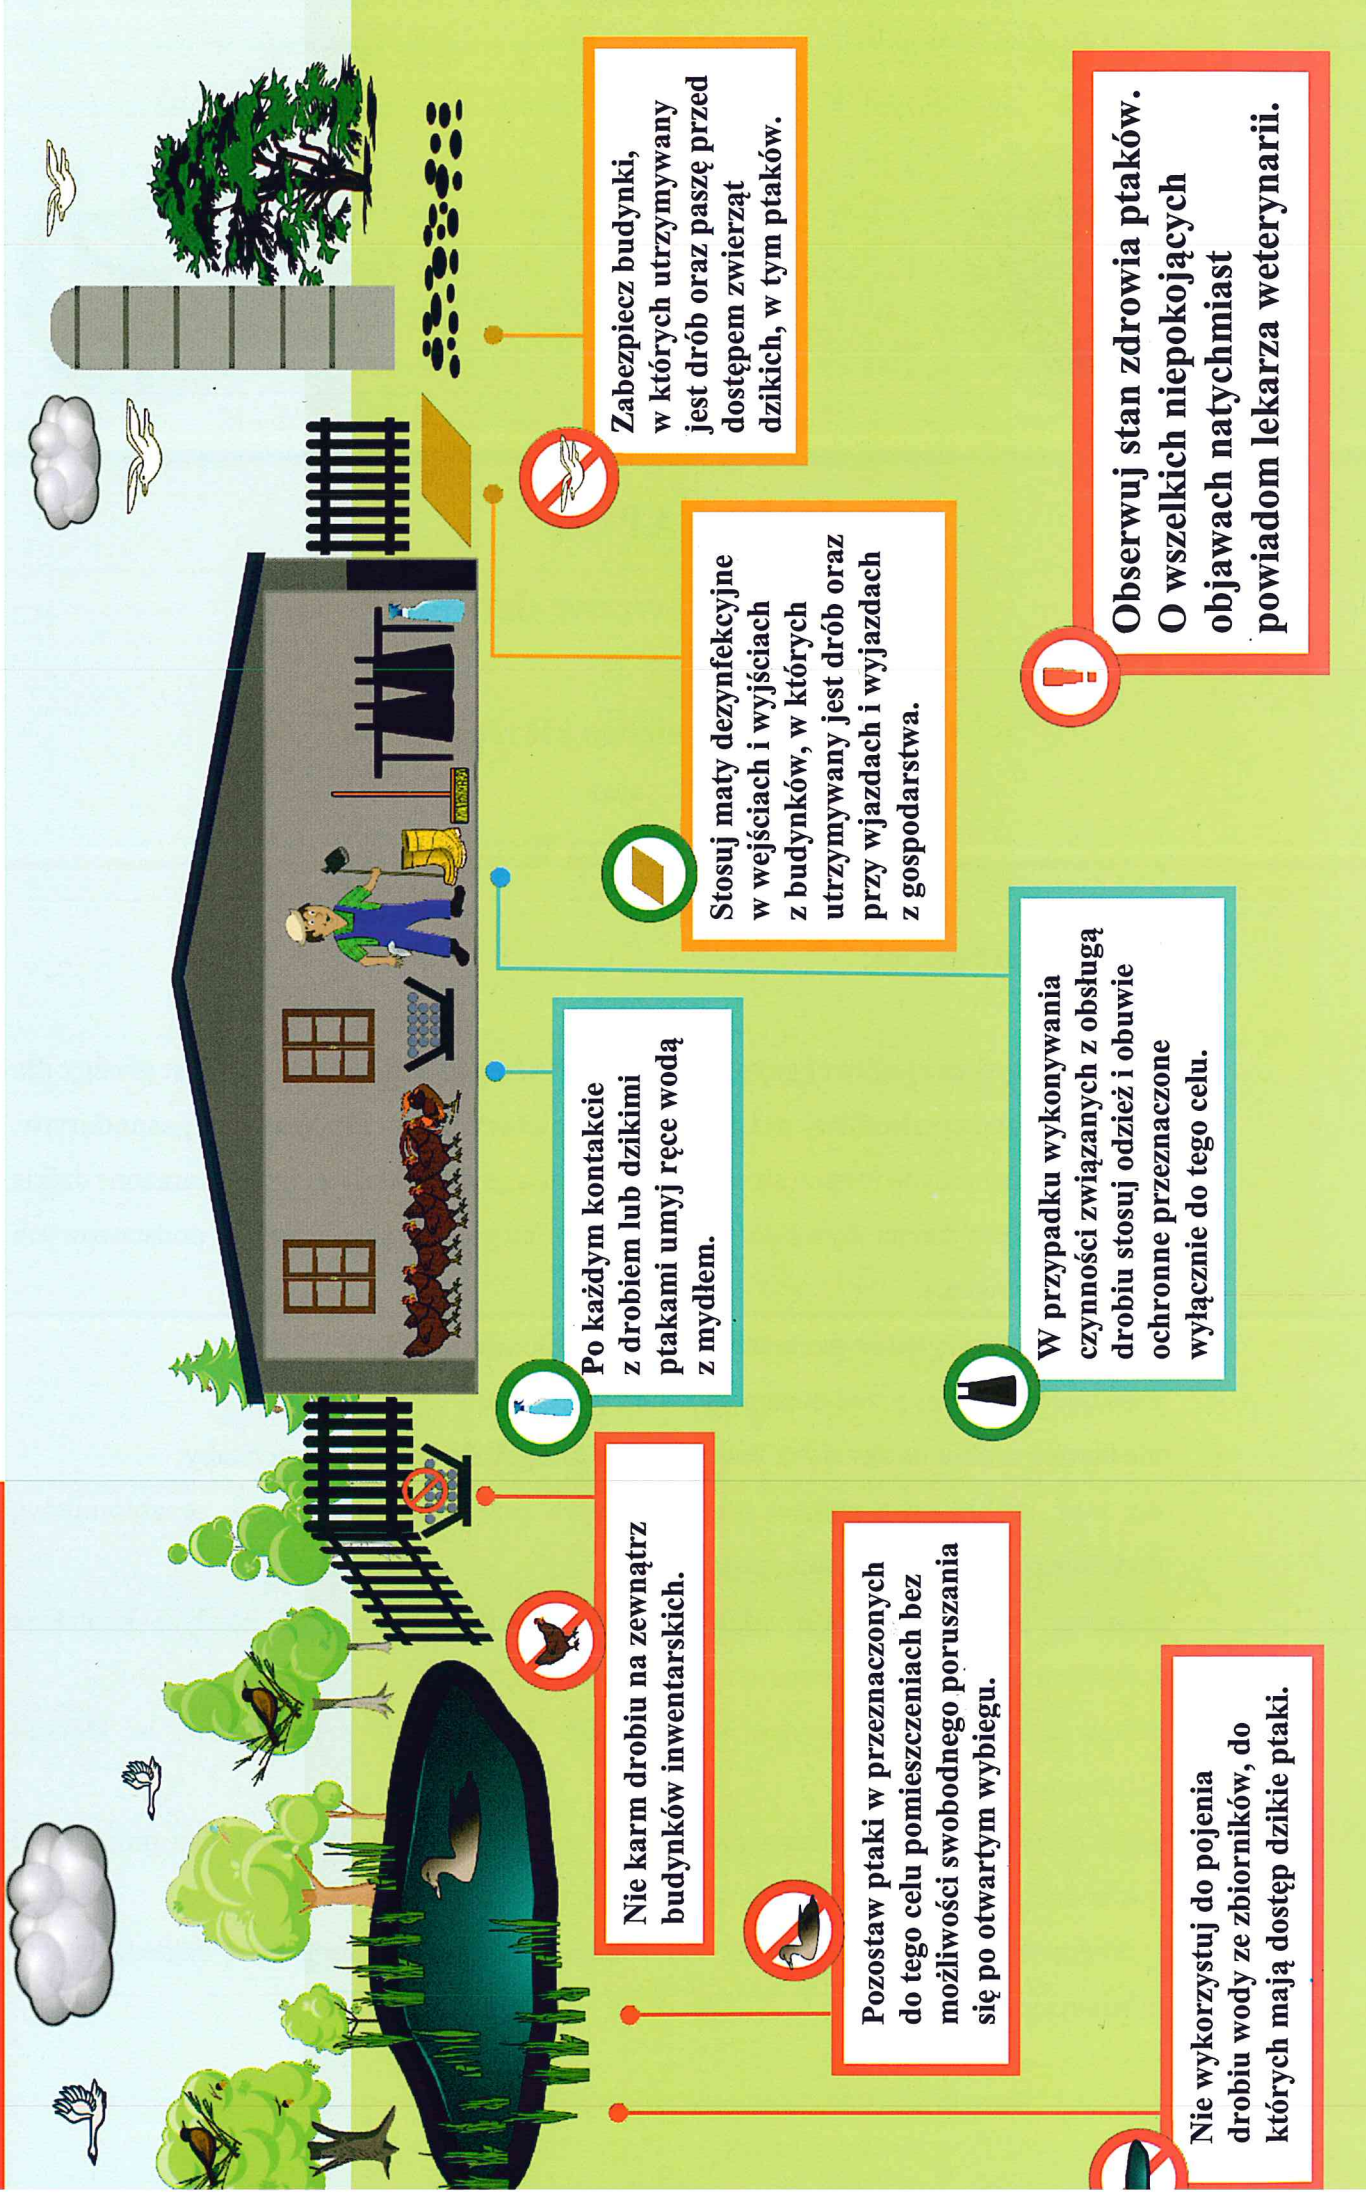 Nie karm drobiu na zewnątrz
budynków inwentarskich.
Pozostaw ptaki w przeznaczonych
do tego celu pomieszczeniach bez
możliwości swobodnego poruszania
się po otwartym wybiegu.
Nie wykorzystuj do pojenia
drobiu wody ze zbiorników, do
których mają dostęp dzikie ptaki.
Po każdym kontakcie
z drobiem lub dzikimi
ptakami umyj ręce wodą
z mydłem.
W przypadku wykonywania
czynności związanych z obsługą
drobiu stosuj odzież i obuwie
ochronne przeznaczone
wyłącznie do tego celu.
Stosuj maty dezynfekcyjne
w wejściach i wyjściach
z budynków, w których
utrzymywany jest drób oraz
przy wjazdach i wyjazdach
z gospodarstwa.
Zabezpiecz budynki,
w których utrzymywany
jest drób oraz paszę przed
dostępem zwierząt
dzikich, w tym ptaków.
Obserwuj stan zdrowia ptaków.
O wszelkich niepokojących
objawach natychmiast
powiadom lekarza weterynarii.